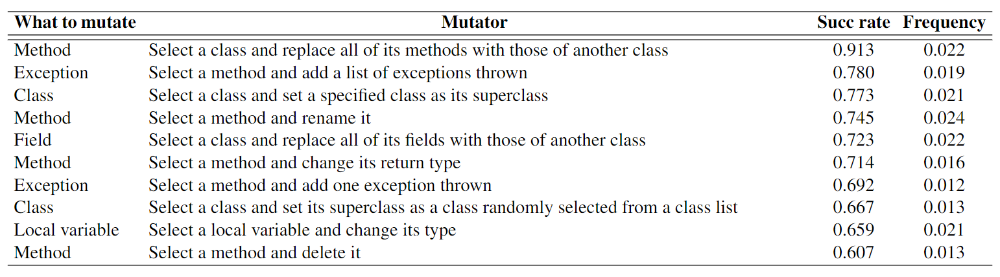 What to mutate Mutator Succ rate Frequency
Method Select a class and replace all of its methods with those of another class 0.913 0.022
Exception Select a method and add a list of exceptions thrown 0.780 0.019
Class Select a class and set a specified class as its superclass 0.773 0.021
Method Select a method and rename it 0.745 0.024
Field Select a class and replace all of its fields with those of another class 0.723 0.022
Method Select a method and change its return type 0.714 0.016
Exception Select a method and add one exception thrown 0.692 0.012
Class Select a class and set its superclass as a class randomly selected from a class list 0.667 0.013
Local variable Select a local variable and change its type 0.659 0.021
Method Select a method and delete it 0.607 0.013